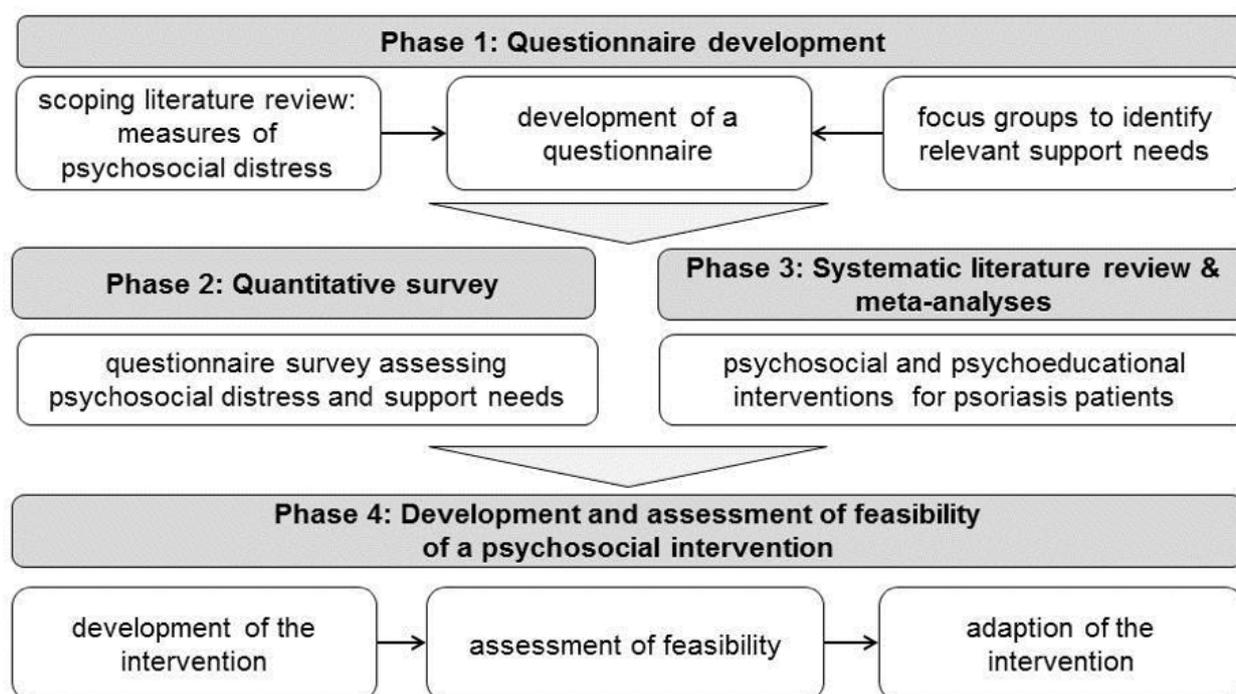 Phase 1: Questionnaire development
scoping literature review:
measures of
psychosocial distress
development of a
questionnaire
focus groups to identify
relevant support needs
Phase 2: Quantitative survey
questionnaire survey assessing
psychosocial distress and support needs
Phase 3: Systematic literature review &
meta-analyses
psychosocial and psychoeducational
interventions for psoriasis patients
Phase 4: Development and assessment of feasibility
of a psychosocial intervention
development of the
intervention
assessment of feasibility
adaption of the
intervention